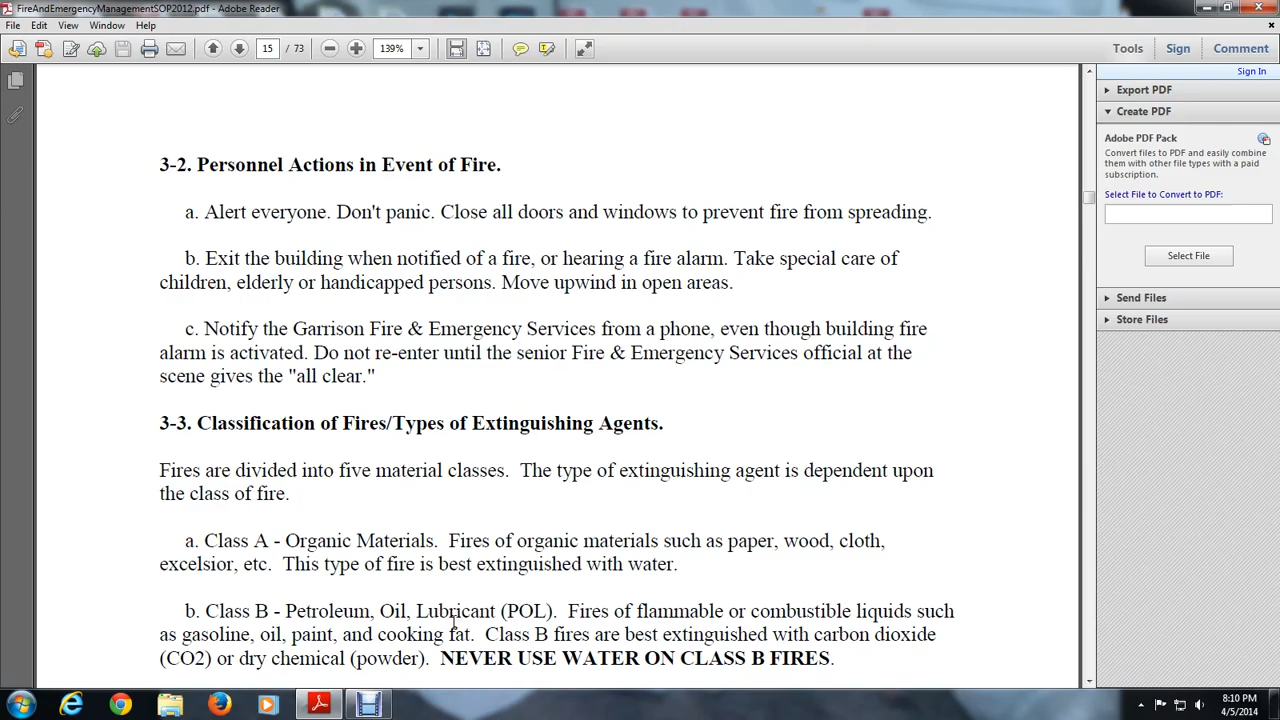 FireAndEmergencyManagementSOP2012.pdf - Adobe Reader
File Edit View Window Help
15 / 73 139% Tools Sign Comment
Sign In
Export PDF
Create PDF
Adobe PDF Pack
Convert files to PDF and easily combine
them with other file types with a paid
subscription.
Select File to Convert to PDF:
Select File
Send Files
Store Files
3-2. Personnel Actions in Event of Fire.
a. Alert everyone. Don't panic. Close all doors and windows to prevent fire from spreading.
b. Exit the building when notified of a fire, or hearing a fire alarm. Take special care of
children, elderly or handicapped persons. Move upwind in open areas.
c. Notify the Garrison Fire & Emergency Services from a phone, even though building fire
alarm is activated. Do not re-enter until the senior Fire & Emergency Services official at the
scene gives the "all clear."
3-3. Classification of Fires/Types of Extinguishing Agents.
Fires are divided into five material classes. The type of extinguishing agent is dependent upon
the class of fire.
a. Class A - Organic Materials. Fires of organic materials such as paper, wood, cloth,
excelsior, etc. This type of fire is best extinguished with water.
b. Class B - Petroleum, Oil, Lubricant (POL). Fires of flammable or combustible liquids such
as gasoline, oil, paint, and cooking fat. Class B fires are best extinguished with carbon dioxide
(CO2) or dry chemical (powder). NEVER USE WATER ON CLASS B FIRES.
8:10 PM
4/5/2014